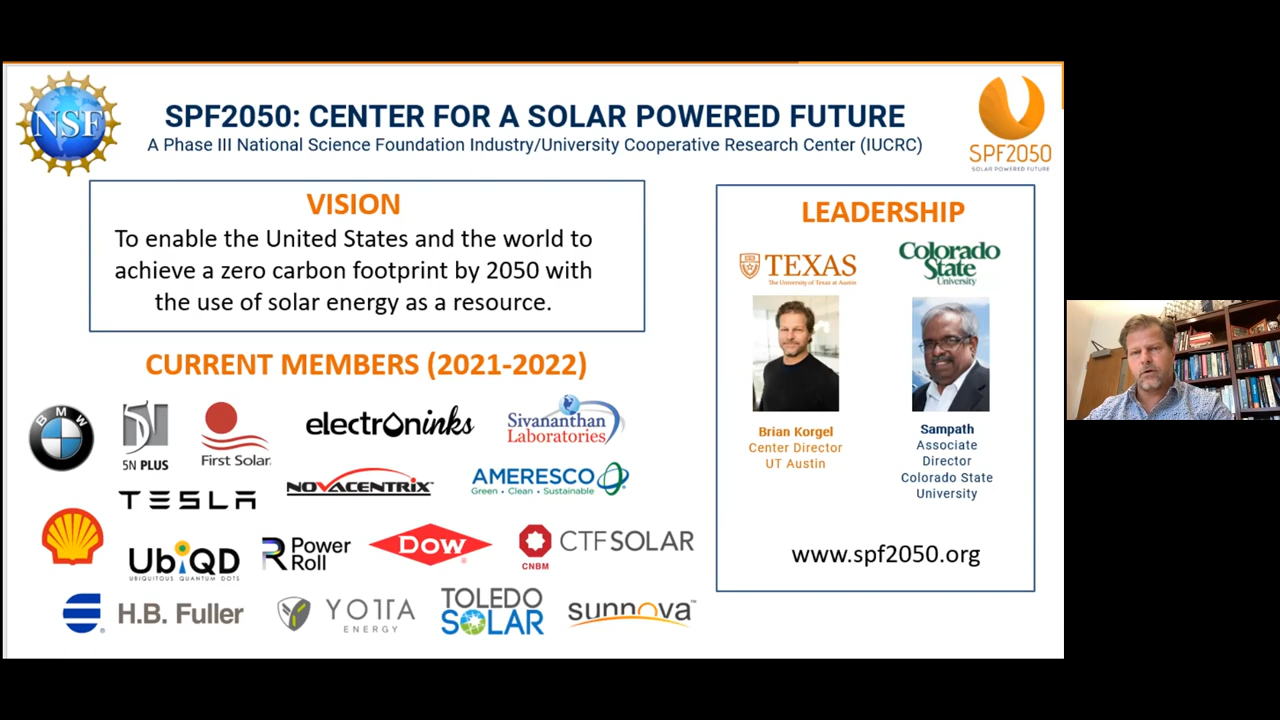 NSF
SPF2050: CENTER FOR A SOLAR POWERED FUTURE
A Phase III National Science Foundation Industry/University Cooperative Research Center (IUCRC)
SPF2050
SOLAR POWERED FUTURE
VISION
To enable the United States and the world to
achieve a zero carbon footprint by 2050 with
the use of solar energy as a resource.
CURRENT MEMBERS (2021-2022)
BMW
5N PLUS
First Solar
electroninks
Sivananthan
Laboratories
TESLA
NOVACENTRIX
AMERESCO
Green • Clean • Sustainable
UbiQD
UBIQUITOUS QUANTUM DOTS
Power
Roll
DOW
CNBM
CTF SOLAR
H.B. Fuller
YOTTA
ENERGY
TOLEDO
SOLAR
sunnova™
LEADERSHIP
TEXAS
The University of Texas at Austin
Colorado
State
University
Brian Korgel
Center Director
UT Austin
Sampath
Associate
Director
Colorado State
University
www.spf2050.org